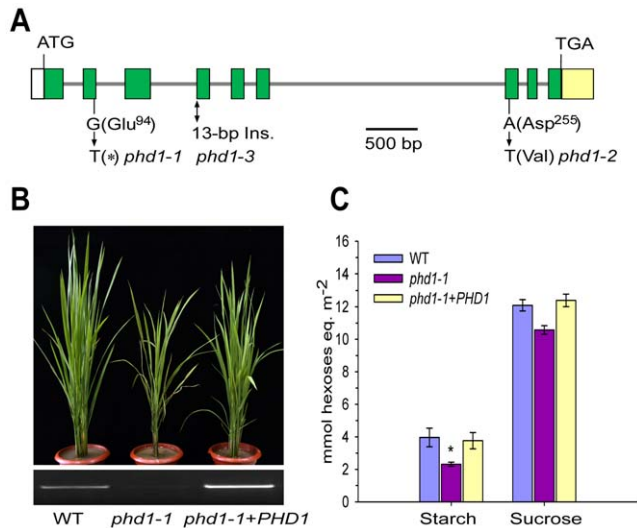 A
ATG
TGA
G(Glu94)
T(*) phd1-1
13-bp Ins.
phd1-3
500 bp
A(Asp255)
T(Val) phd1-2
B
WT
phd1-1
phd1-1+PHD1
C
mmol hexoses eq. m-2
16
14
12
10
8
6
4
2
0
WT
phd1-1
phd1-1+PHD1
*
Starch
Sucrose